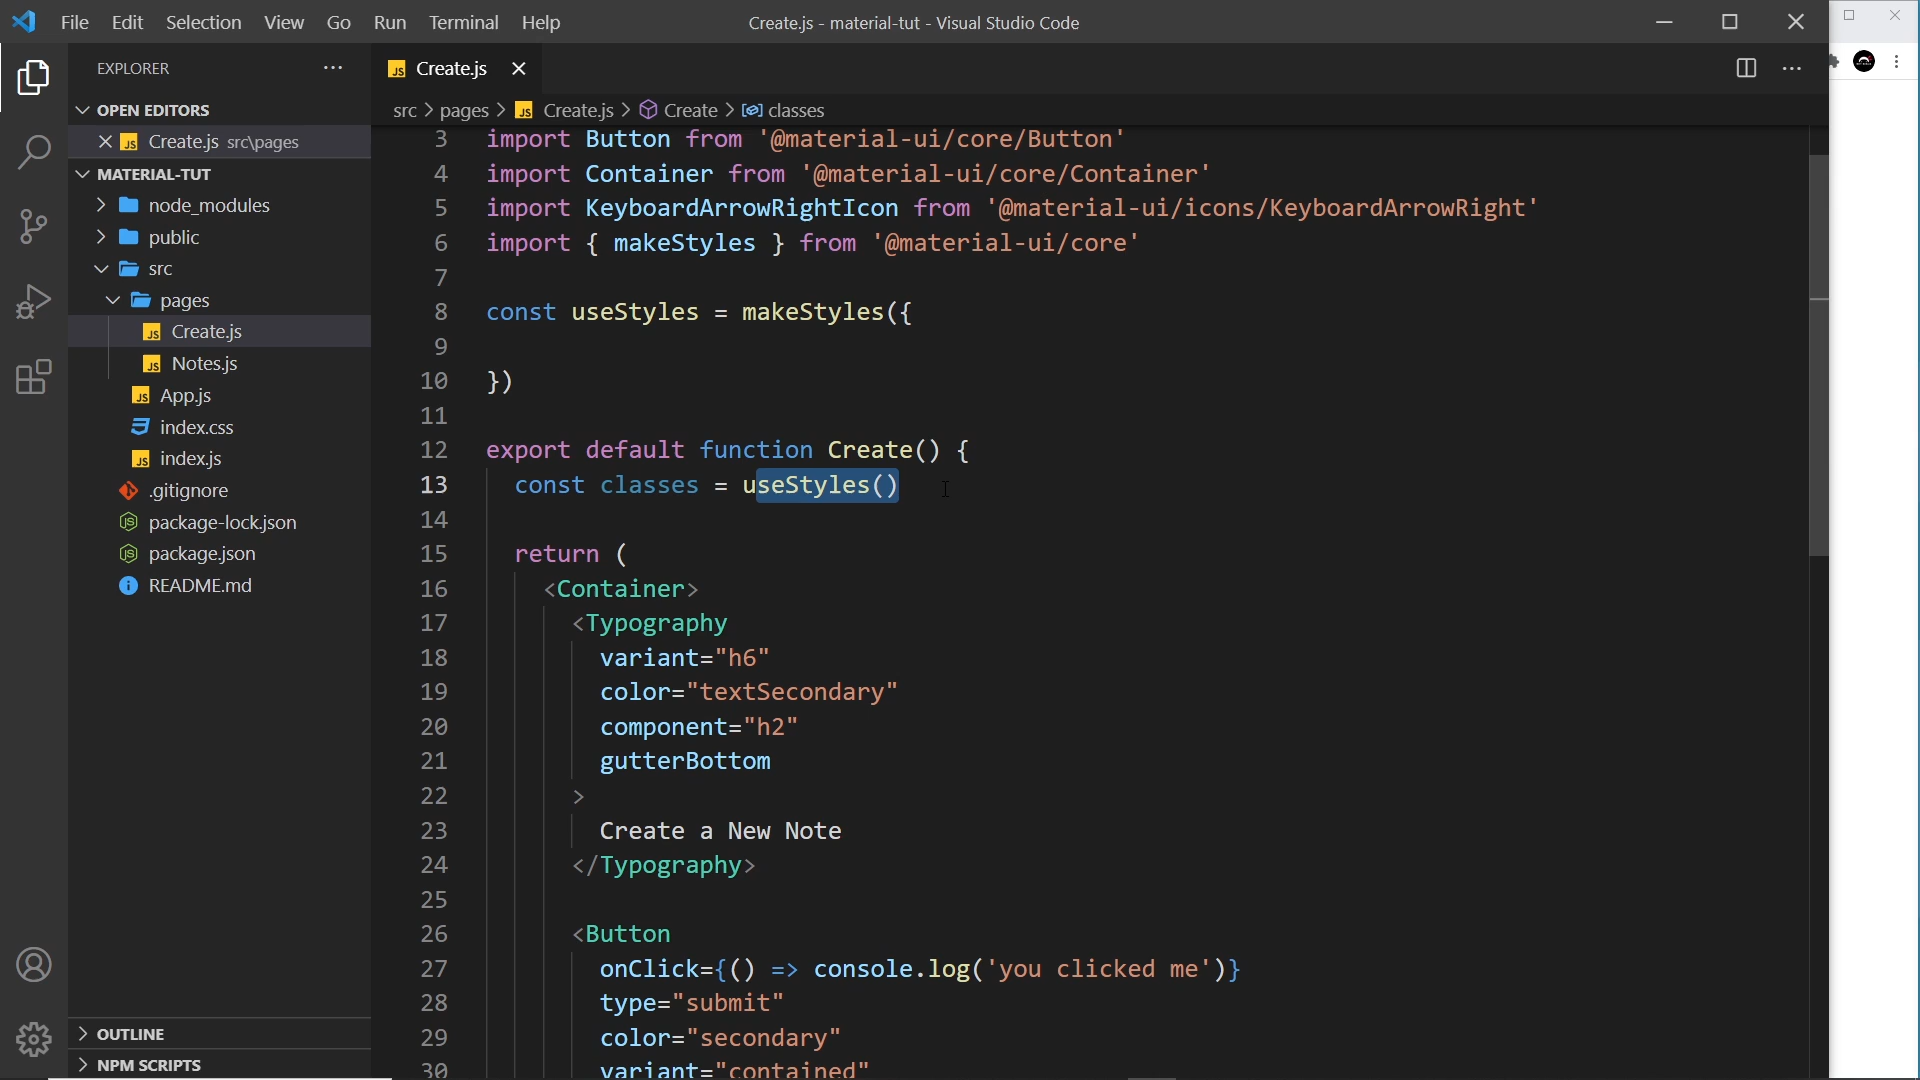 File Edit Selection View Go Run Terminal Help
Create.js - material-tut - Visual Studio Code
EXPLORER
OPEN EDITORS
Create.js src\pages
MATERIAL-TUT
node_modules
public
src
pages
Create.js
Notes.js
App.js
index.css
index.js
.gitignore
package-lock.json
package.json
README.md
OUTLINE
NPM SCRIPTS
Create.js
src > pages > Create.js > Create > classes
3 import Button from '@material-ui/core/Button'
4 import Container from '@material-ui/core/Container'
5 import KeyboardArrowRightIcon from '@material-ui/icons/KeyboardArrowRight'
6 import { makeStyles } from '@material-ui/core'
7
8 const useStyles = makeStyles({
9
10 })
11
12 export default function Create() {
13 const classes = useStyles()
14
15 return (
16 <Container>
17 <Typography
18 variant="h6"
19 color="textSecondary"
20 component="h2"
21 gutterBottom
22 >
23 Create a New Note
24 </Typography>
25
26 <Button
27 onClick={() => console.log('you clicked me')}
28 type="submit"
29 color="secondary"
30 variant="contained"